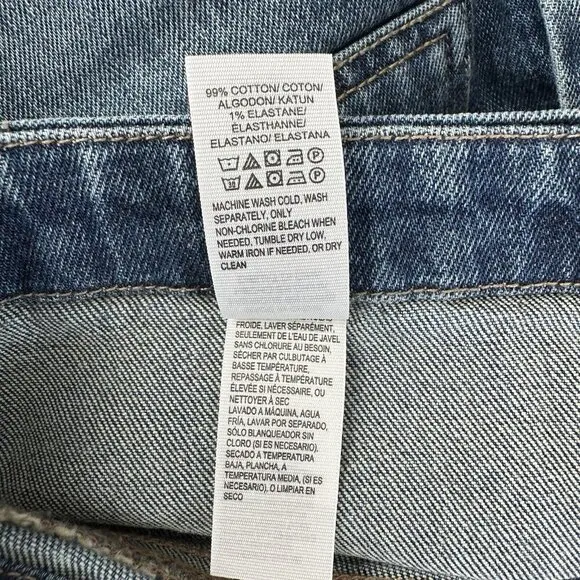 99% COTTON/ COTON/
ALGODON/ KATUN
1% ELASTANE/
ÉLASTHANNE/
ELASTANO/ ELASTANA
MACHINE WASH COLD, WASH
SEPARATELY, ONLY
NON-CHLORINE BLEACH WHEN
NEEDED, TUMBLE DRY LOW,
WARM IRON IF NEEDED, OR DRY
CLEAN
FROIDE, LAVER SÉPARÉMENT,
SEULEMENT DE L'EAU DE JAVEL
SANS CHLORURE AU BESOIN,
SÉCHER PAR CULBUTAGE À
BASSE TEMPÉRATURE,
REPASSAGE À TEMPÉRATURE
ÉLEVÉE SI NÉCESSAIRE, OU
NETTOYER À SEC
LAVADO A MÁQUINA, AGUA
FRÍA, LAVAR POR SEPARADO,
SÓLO BLANQUEADOR SIN
CLORO (SI ES NECESARIO),
SECADO A TEMPERATURA
BAJA, PLANCHA, A
TEMPERATURA MEDIA, (SI ES
NECESARIO), O LIMPIAR EN
SECO